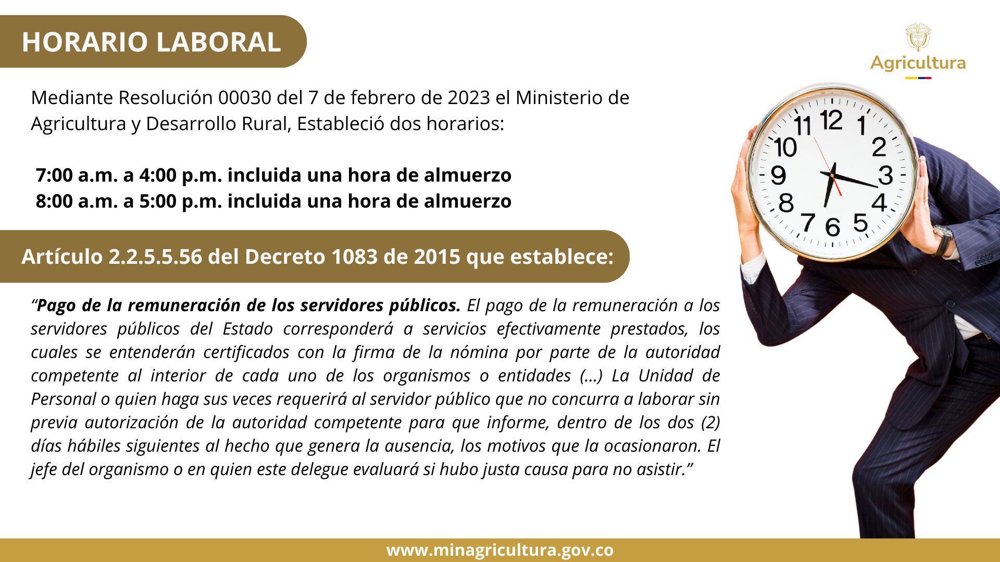 HORARIO LABORAL
Agricultura
Mediante Resolución 00030 del 7 de febrero de 2023 el Ministerio de
Agricultura y Desarrollo Rural, Estableció dos horarios:
7:00 a.m. a 4:00 p.m. incluida una hora de almuerzo
8:00 a.m. a 5:00 p.m. incluida una hora de almuerzo
12
11 1
10 2
9 3
8 4
7 5
6
Artículo 2.2.5.5.56 del Decreto 1083 de 2015 que establece:
“Pago de la remuneración de los servidores públicos. El pago de la remuneración a los
servidores públicos del Estado corresponderá a servicios efectivamente prestados, los
cuales se entenderán certificados con la firma de la nómina por parte de la autoridad
competente al interior de cada uno de los organismos o entidades (...) La Unidad de
Personal o quien haga sus veces requerirá al servidor público que no concurra a laborar sin
previa autorización de la autoridad competente para que informe, dentro de los dos (2)
días hábiles siguientes al hecho que genera la ausencia, los motivos que la ocasionaron. El
jefe del organismo o en quien este delegue evaluará si hubo justa causa para no asistir.”
www.minagricultura.gov.co